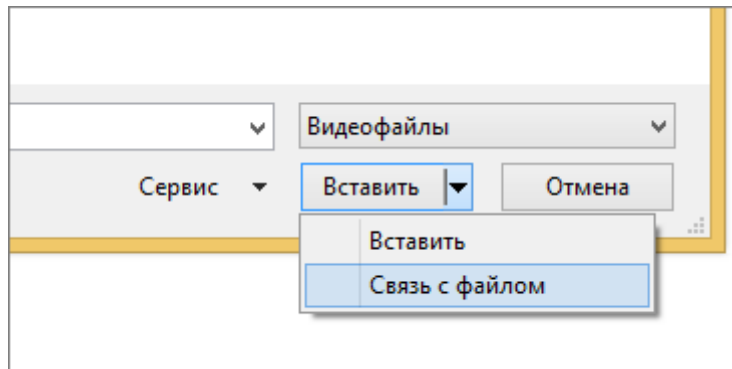 Видеофайлы
Сервис Вставить Отмена
Вставить
Связь с файлом